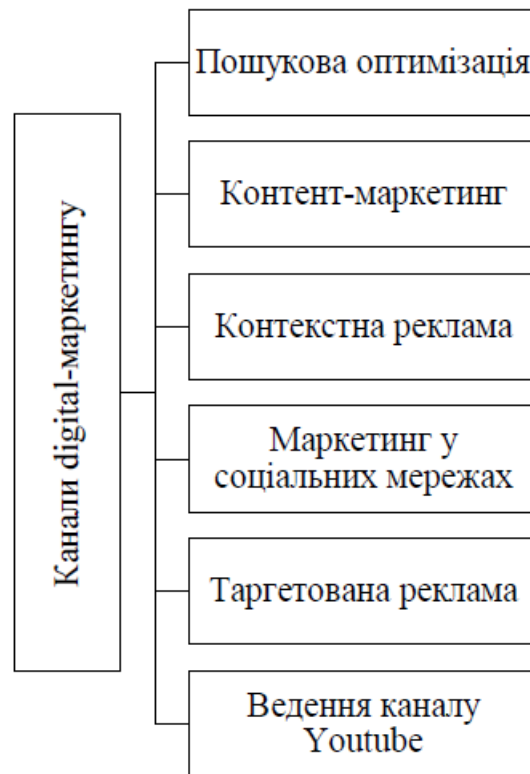 Канали digital-маркетингу
Пошукова оптимізація
Контент-маркетинг
Контекстна реклама
Маркетинг у
соціальних мережах
Таргетована реклама
Ведення каналу
Youtube